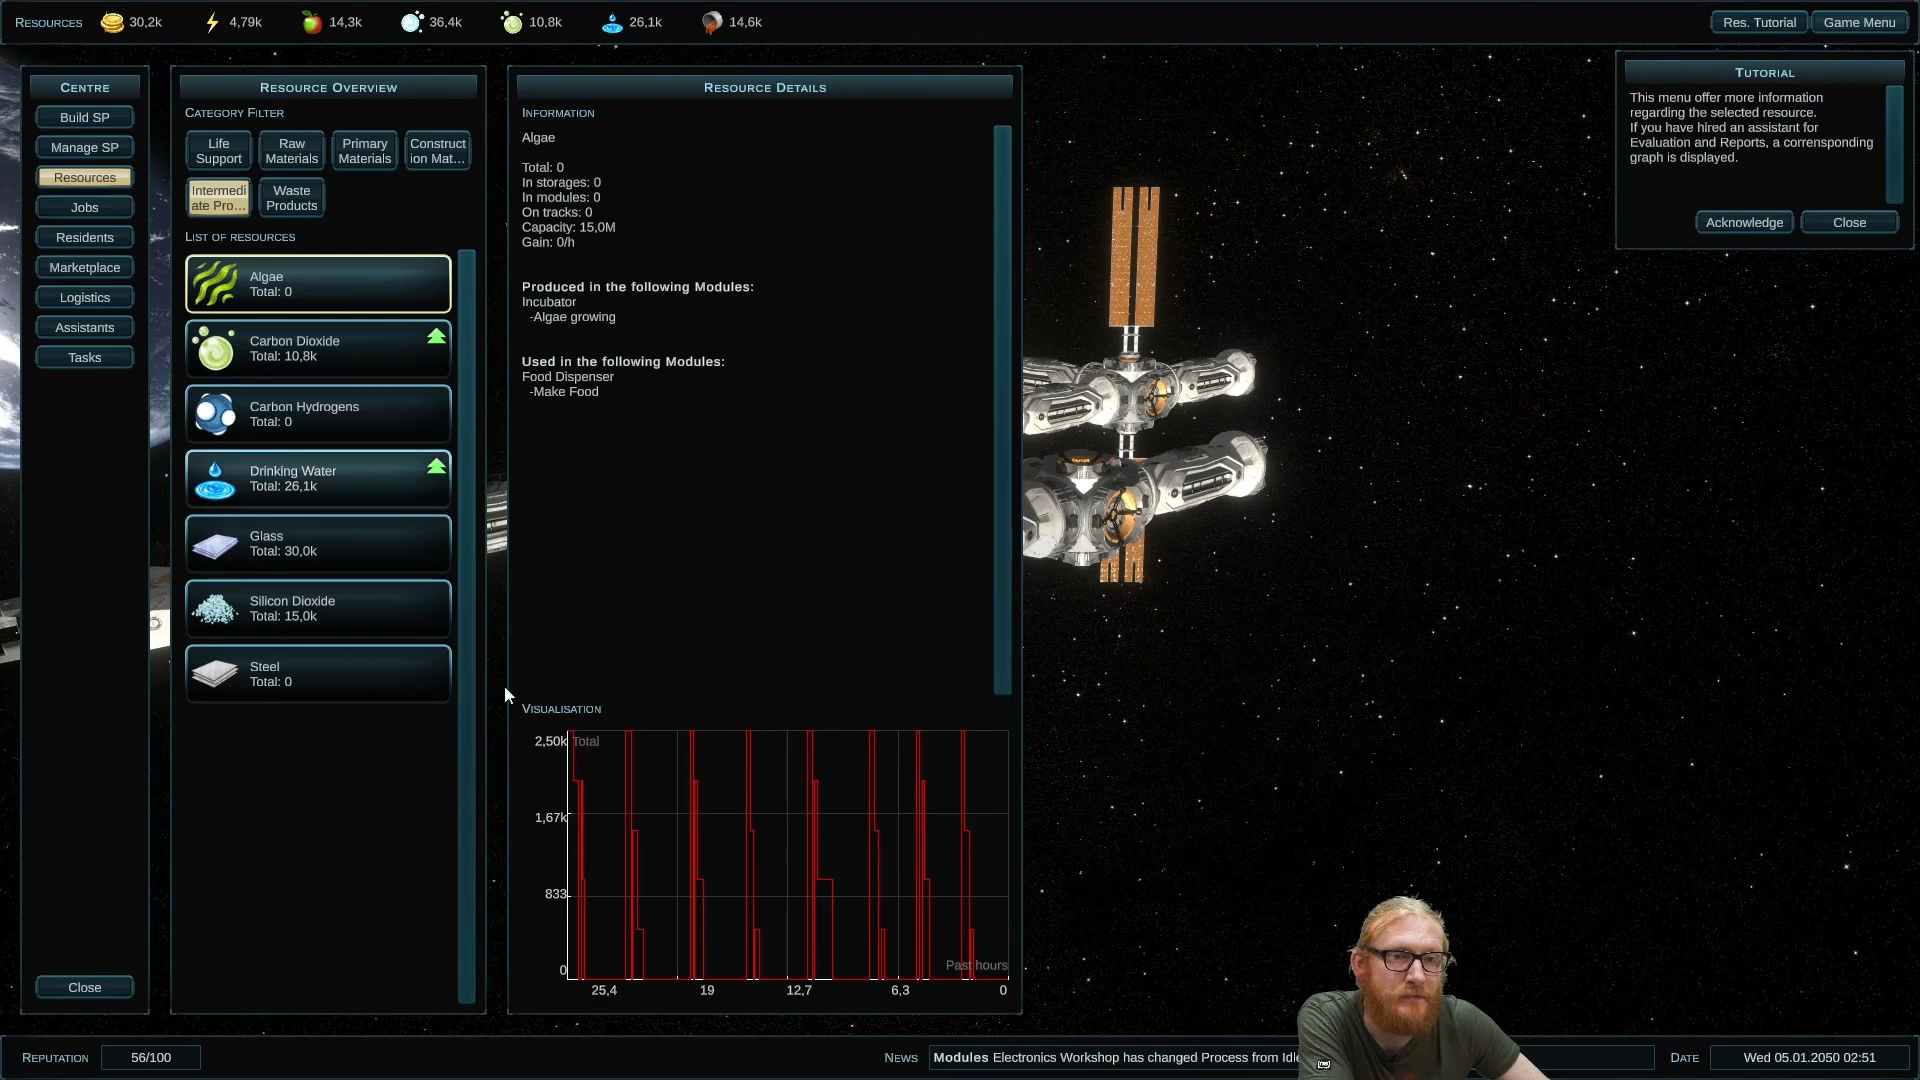 RESOURCES 30,2k 4,79k 14,3k 36,4k 10,8k 26,1k 14,6k Res. Tutorial Game Menu
CENTRE
Build SP
Manage SP
Resources
Jobs
Residents
Marketplace
Logistics
Assistants
Tasks
Close
RESOURCE OVERVIEW
CATEGORY FILTER
Life
Support
Raw
Materials
Primary
Materials
Construct
ion Mat...
Intermedi
ate Pro...
Waste
Products
LIST OF RESOURCES
Algae
Total: 0
Carbon Dioxide
Total: 10,8k
Carbon Hydrogens
Total: 0
Drinking Water
Total: 26,1k
Glass
Total: 30,0k
Silicon Dioxide
Total: 15,0k
Steel
Total: 0
RESOURCE DETAILS
INFORMATION
Algae
Total: 0
In storages: 0
In modules: 0
On tracks: 0
Capacity: 15,0M
Gain: 0/h
Produced in the following Modules:
Incubator
-Algae growing
Used in the following Modules:
Food Dispenser
-Make Food
VISUALISATION
2,50k Total
1,67k
833
0
Past hours
25,4 19 12,7 6,3 0
TUTORIAL
This menu offer more information
regarding the selected resource.
If you have hired an assistant for
Evaluation and Reports, a corrensponding
graph is displayed.
Acknowledge Close
REPUTATION 56/100 NEWS Modules Electronics Workshop has changed Process from Idle DATE Wed 05.01.2050 02:51